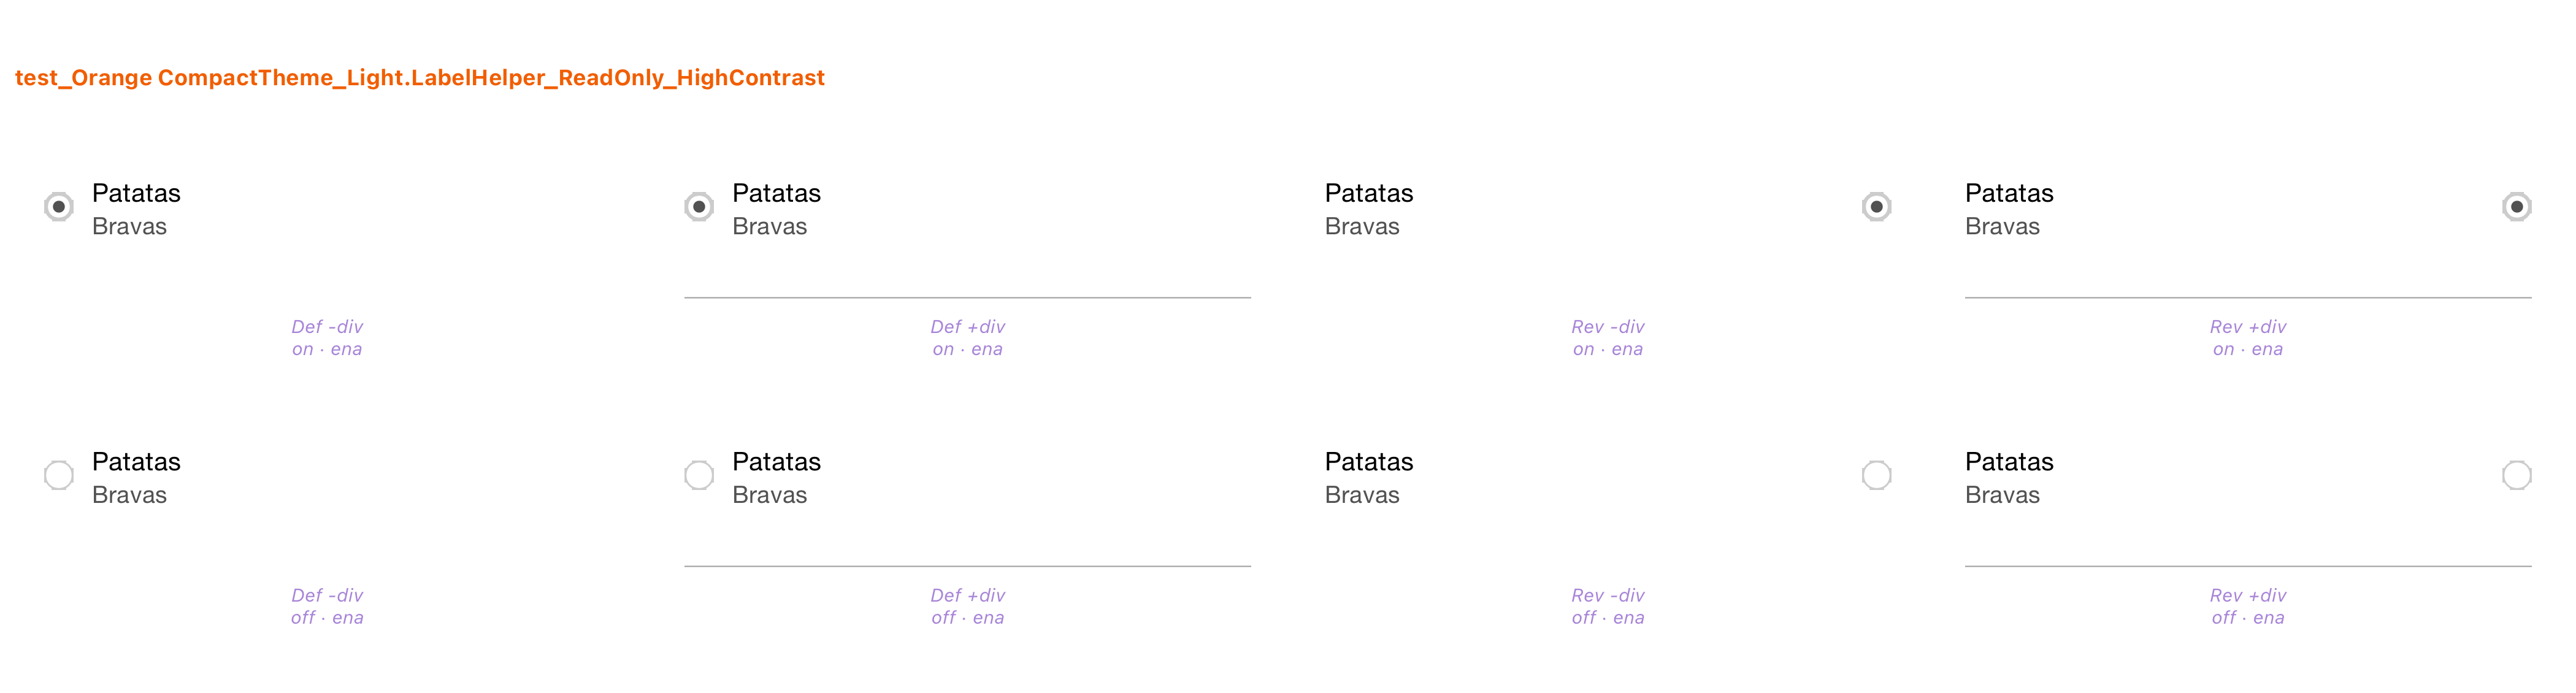 test_Orange CompactTheme_Light.LabelHelper_ReadOnly_HighContrast
Patatas
Bravas
Def -div
on · ena
Patatas
Bravas
Def +div
on · ena
Patatas
Bravas
Rev -div
on · ena
Patatas
Bravas
Rev +div
on · ena
Patatas
Bravas
Def -div
off · ena
Patatas
Bravas
Def +div
off · ena
Patatas
Bravas
Rev -div
off · ena
Patatas
Bravas
Rev +div
off · ena